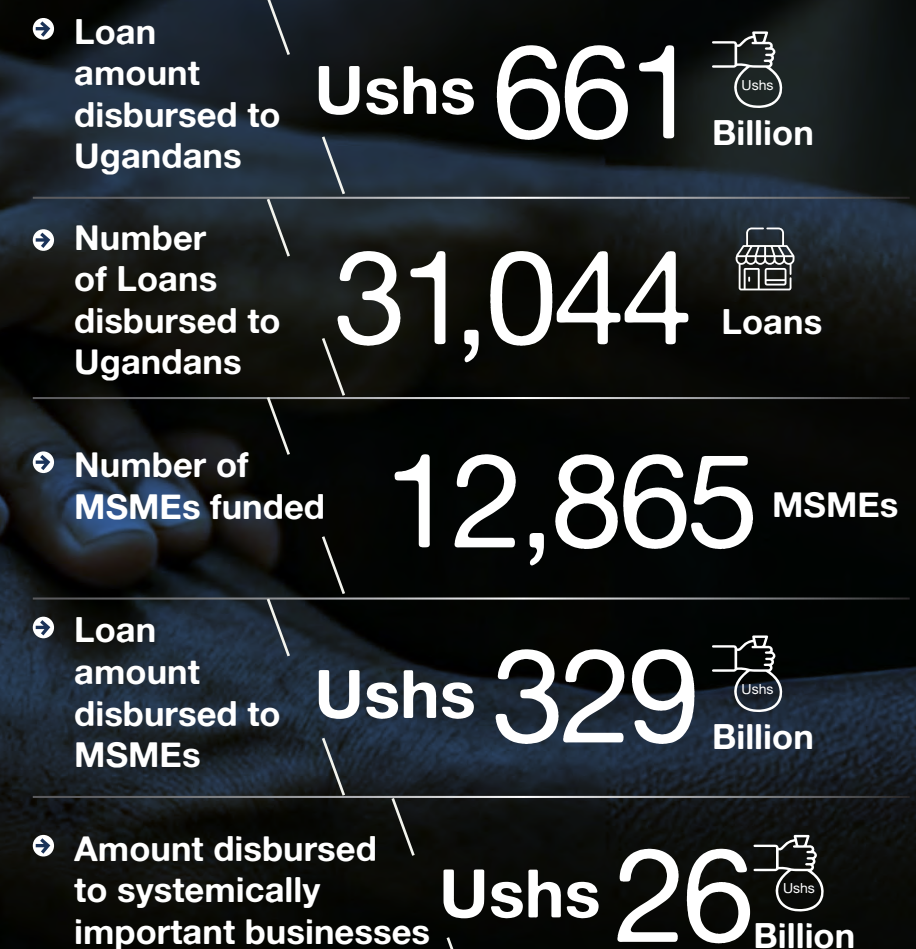 Loan
amount
disbursed to
Ugandans
Ushs 661
Ushs
Billion
Number
of Loans
disbursed to
Ugandans
31,044
Loans
Number of
MSMEs funded
12,865
MSMEs
Loan
amount
disbursed to
MSMEs
Ushs 329
Ushs
Billion
Amount disbursed
to systemically
important businesses
Ushs 26
Ushs
Billion